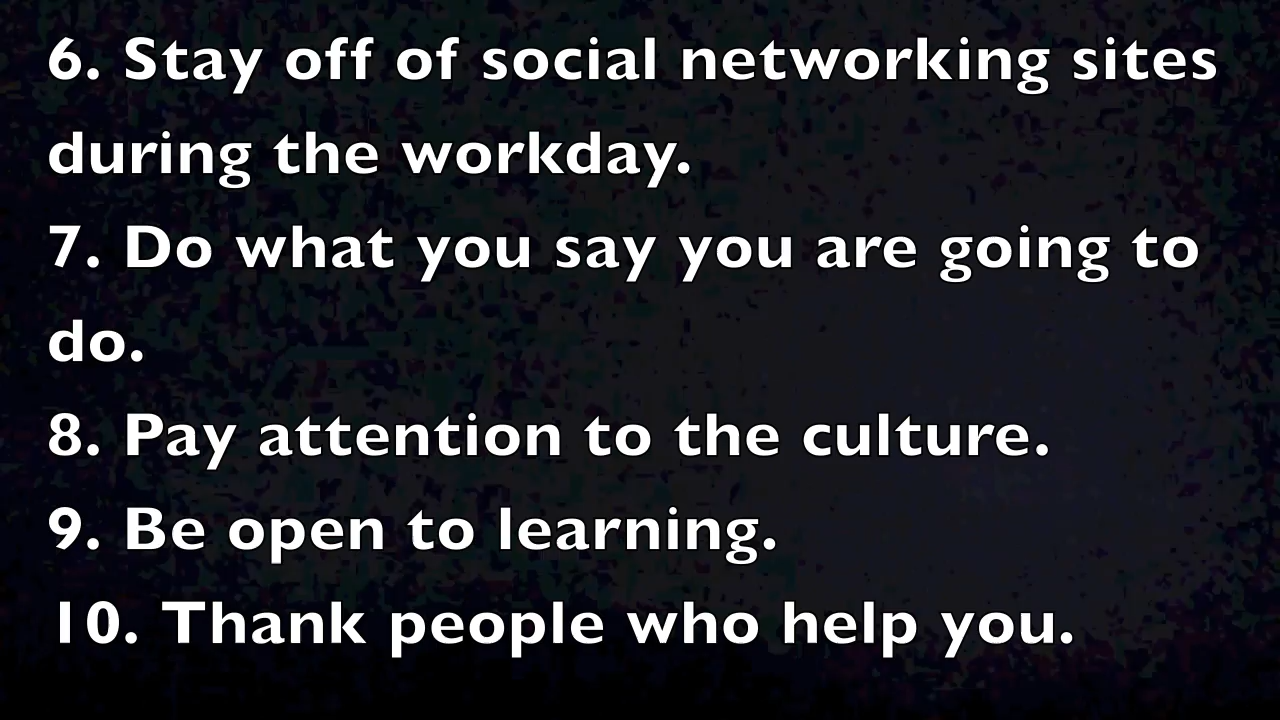 6. Stay off of social networking sites
during the workday.
7. Do what you say you are going to
do.
8. Pay attention to the culture.
9. Be open to learning.
10. Thank people who help you.